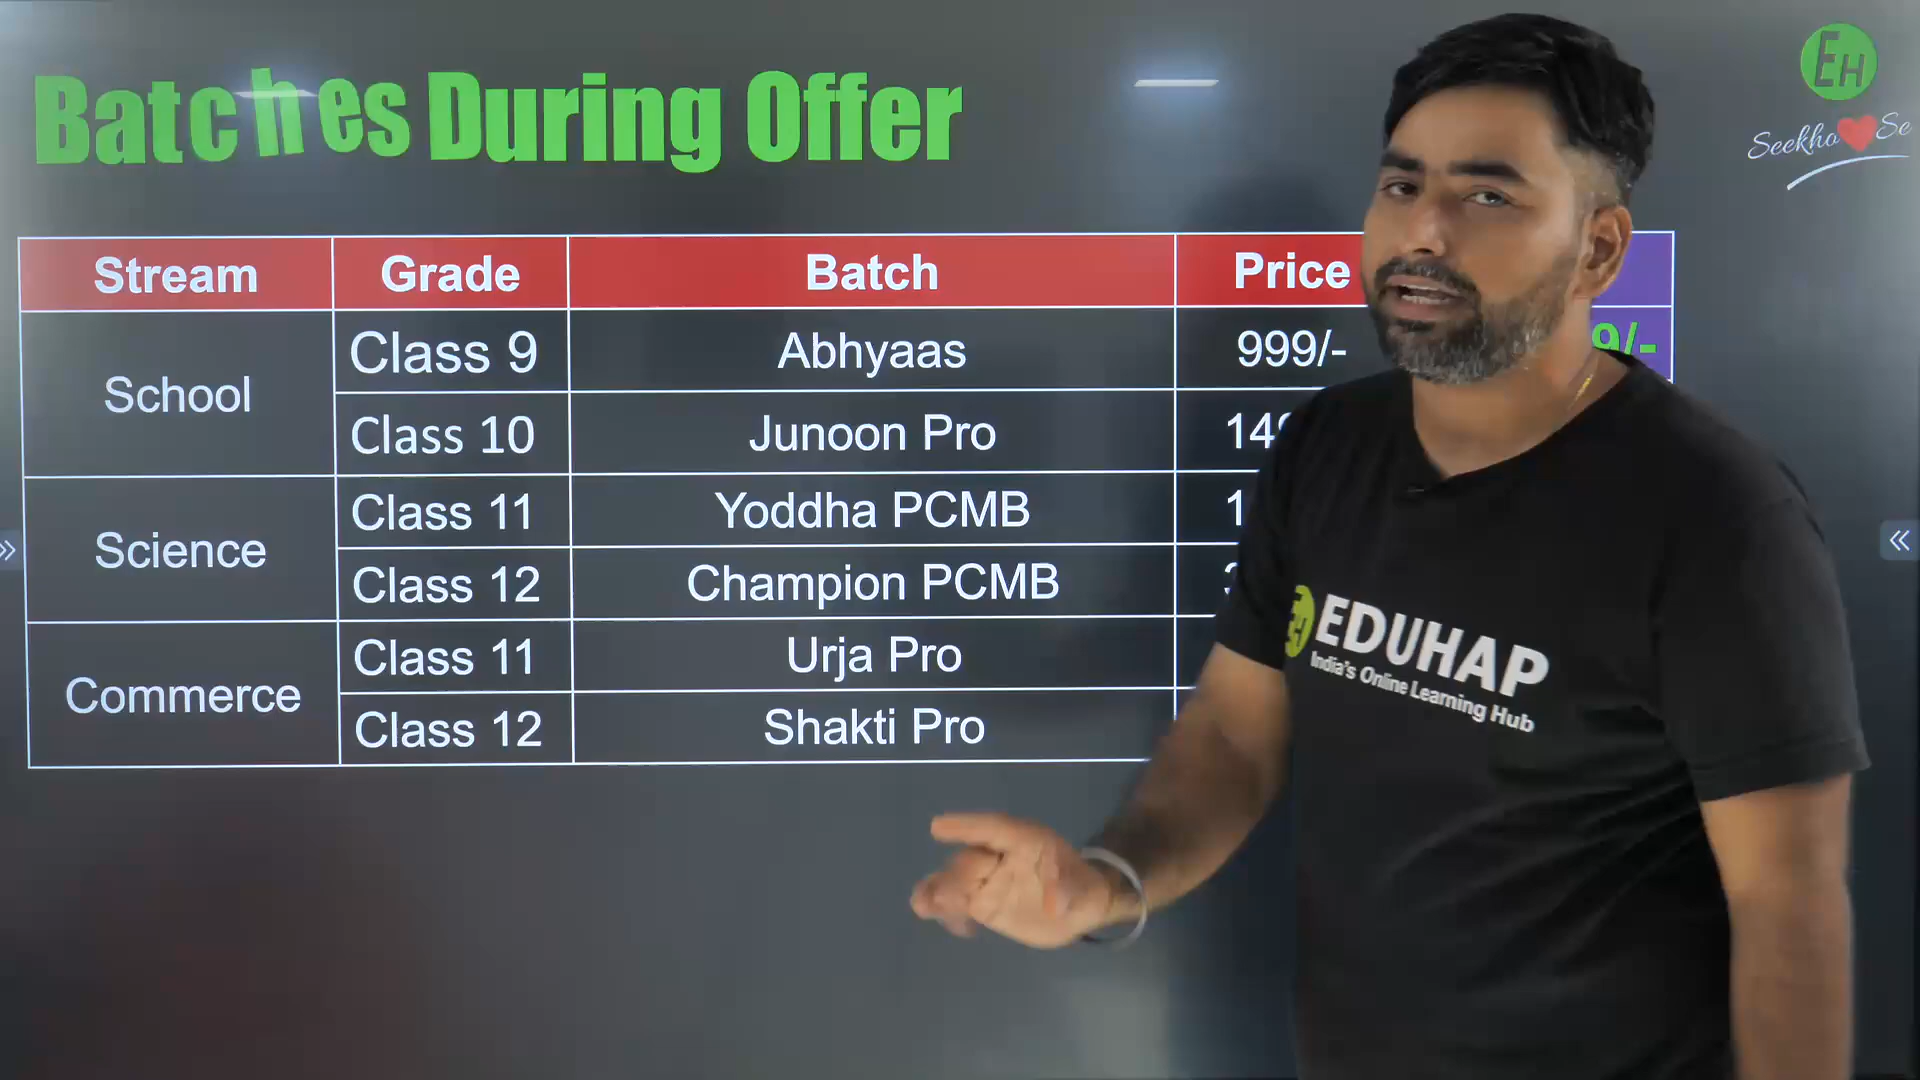 Batches During Offer
EH
Seekho Se
Stream Grade Batch Price
School Class 9 Abhyaas 999/- 9/-
Class 10 Junoon Pro
Science Class 11 Yoddha PCMB
Class 12 Champion PCMB
Commerce Class 11 Urja Pro
Class 12 Shakti Pro
EDUHAP
India's Online Learning Hub